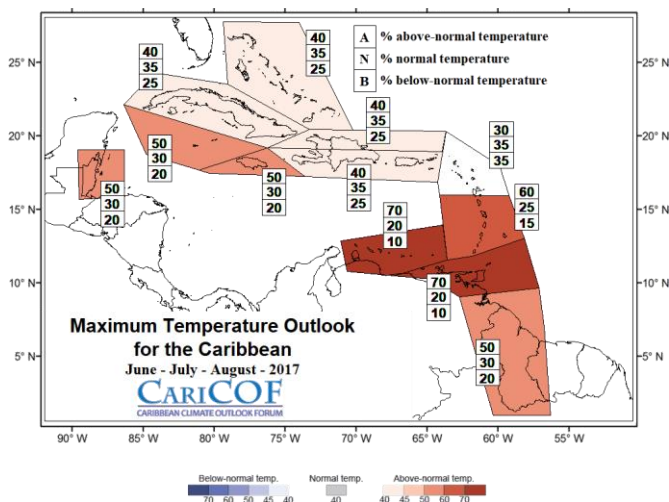 A % above-normal temperature
N % normal temperature
B % below-normal temperature
40
35
25
40
35
25
40
35
25
30
35
35
50
30
20
50
30
20
50
30
20
40
35
25
60
25
15
70
20
10
70
20
10
50
30
20
25°N
20°N
15°N
10°N
5°N
25°N
20°N
15°N
10°N
5°N
Maximum Temperature Outlook
for the Caribbean
June - July - August - 2017
CARICOF
CARIBBEAN CLIMATE OUTLOOK FORUM
90°W 85°W 80°W 75°W 70°W 65°W 60°W 55°W
Below-normal temp. Normal temp. Above-normal temp.
70 60 50 45 40 40 40 45 50 60 70